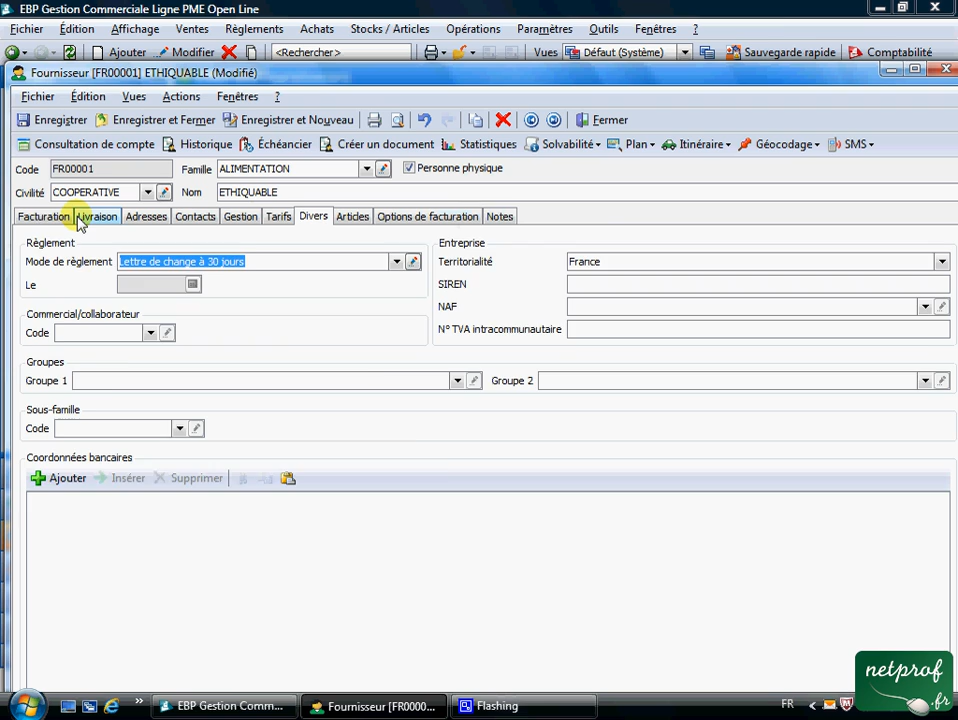 EBP Gestion Commerciale Ligne PME Open Line
Fichier Édition Affichage Ventes Règlements Achats Stocks / Articles Opérations Paramètres Outils Fenêtres ?
Ajouter Modifier <Rechercher> Vues Défaut (Système) Sauvegarde rapide Comptabilité
Fournisseur [FR00001] ETHIQUABLE (Modifié)
Fichier Édition Vues Actions Fenêtres ?
Enregistrer Enregistrer et Fermer Enregistrer et Nouveau Fermer
Consultation de compte Historique Échéancier Créer un document Statistiques Solvabilité Plan Itinéraire Géocodage SMS
Code FR00001 Famille ALIMENTATION Personne physique
Civilité COOPERATIVE Nom ETHIQUABLE
Facturation Livraison Adresses Contacts Gestion Tarifs Divers Articles Options de facturation Notes
Règlement Entreprise
Mode de règlement Lettre de change à 30 jours Territorialité France
Le SIREN
Commercial/collaborateur NAF
Code N° TVA intracommunautaire
Groupes
Groupe 1 Groupe 2
Sous-famille
Code
Coordonnées bancaires
Ajouter Insérer Supprimer
netprof
.fr
EBP Gestion Comm... Fournisseur [FR0000... Flashing FR